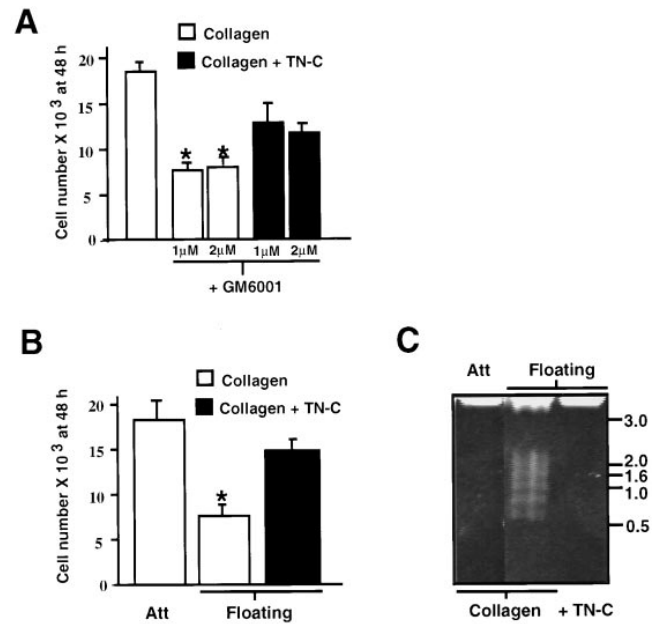 A
Collagen
Collagen + TN-C
Cell number X 10 3 at 48 h
20
15
10
5
0
*
*
1µM
2µM
1µM
2µM
+ GM6001
B
Collagen
Collagen + TN-C
Cell number X 10 3 at 48 h
20
15
10
5
0
*
Att
Floating
C
Att
Floating
3.0
2.0
1.6
1.0
0.5
Collagen
+ TN-C